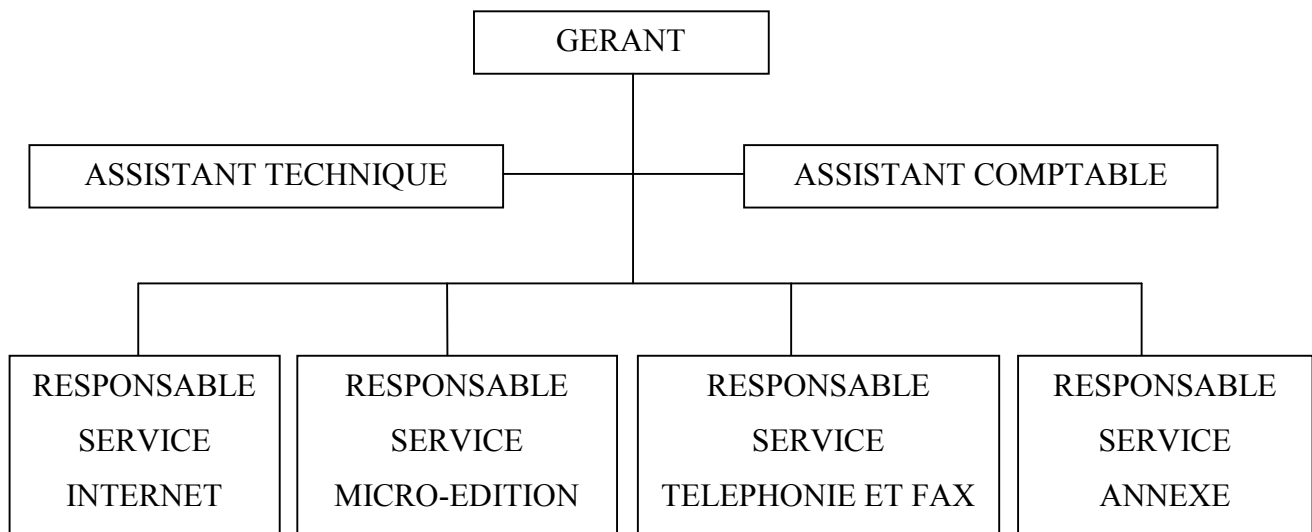 GERANT
ASSISTANT TECHNIQUE
ASSISTANT COMPTABLE
RESPONSABLE
SERVICE
INTERNET
RESPONSABLE
SERVICE
MICRO-EDITION
RESPONSABLE
SERVICE
TELEPHONIE ET FAX
RESPONSABLE
SERVICE
ANNEXE